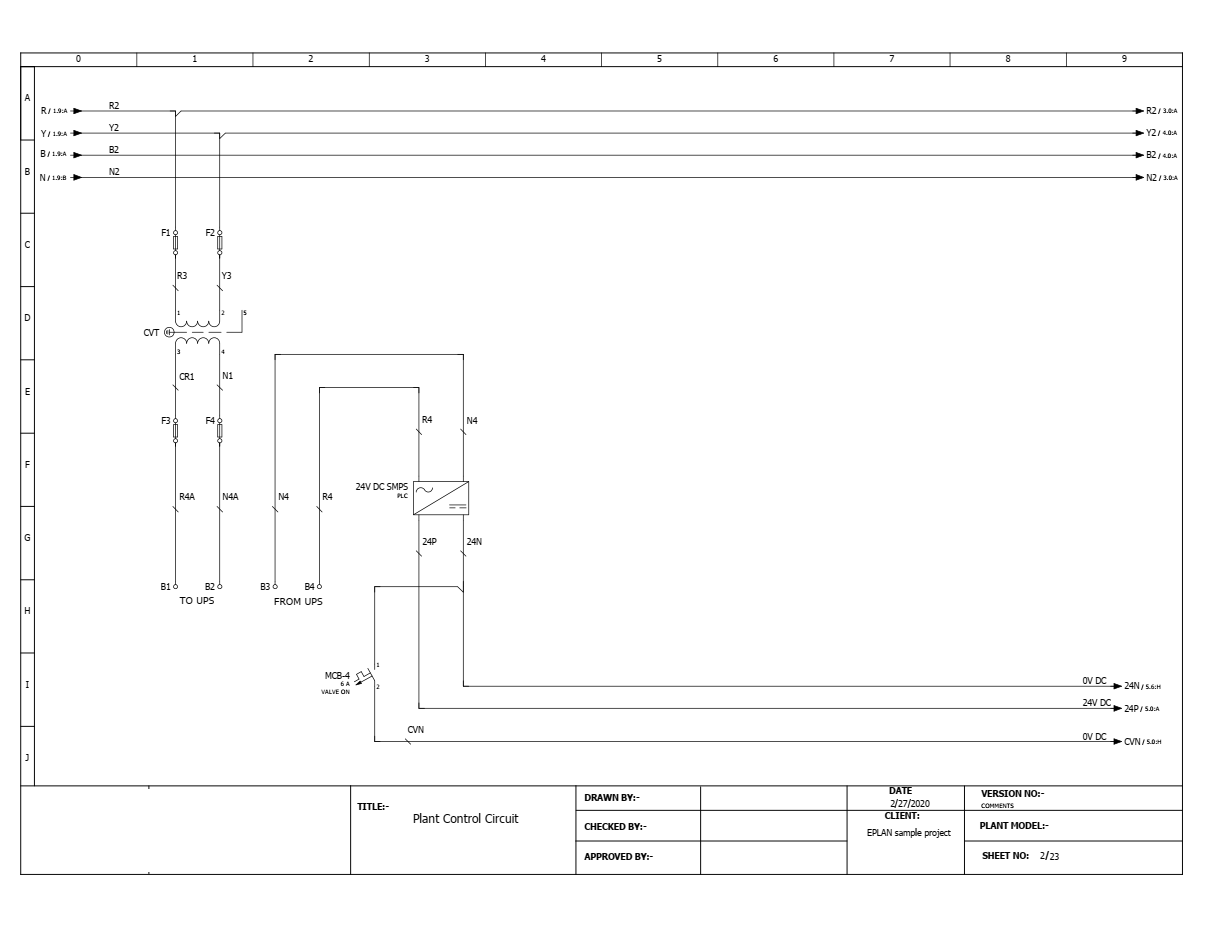 0 1 2 3 4 5 6 7 8 9
A
R / 1.9:A R2 R2 / 3.0:A
Y / 1.9:A Y2 Y2 / 4.0:A
B / 1.9:A B2 B2 / 4.0:A
B
N / 1.9:B N2 N2 / 3.0:A
F1 F2
C
R3 Y3
1 2 5
D
CVT
3 4
CR1 N1
E
F3 F4 R4 N4
F
24V DC SMPS
PLC
R4A N4A N4 R4
G
24P 24N
B1 B2 B3 B4
TO UPS FROM UPS
H
1
MCB-4
6 A
VALVE ON
2
I
0V DC 24N / 5.6:H
24V DC 24P / 5.0:A
CVN 0V DC CVN / 5.0:H
J
TITLE:-
Plant Control Circuit
DRAWN BY:-
CHECKED BY:-
APPROVED BY:-
DATE
2/27/2020
CLIENT:
EPLAN sample project
VERSION NO:-
COMMENTS
PLANT MODEL:-
SHEET NO: 2/23